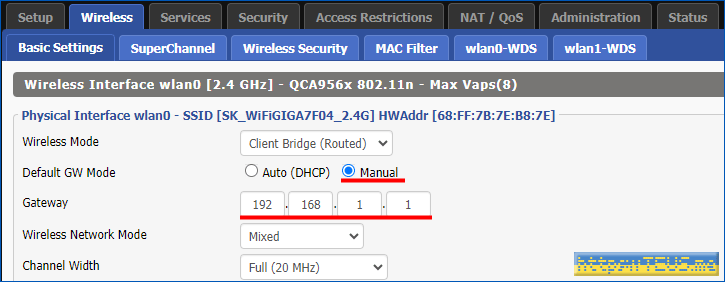 Setup Wireless Services Security Access Restrictions NAT / QoS Administration Status
Basic Settings SuperChannel Wireless Security MAC Filter wlan0-WDS wlan1-WDS
Wireless Interface wlan0 [2.4 GHz] - QCA956x 802.11n - Max Vaps(8)
Physical Interface wlan0 - SSID [SK_WiFiGIGA7F04_2.4G] HWAddr [68:FF:7B:7E:B8:7E]
Wireless Mode Client Bridge (Routed)
Default GW Mode Auto (DHCP) Manual
Gateway 192.168.1.1
Wireless Network Mode Mixed
Channel Width Full (20 MHz)